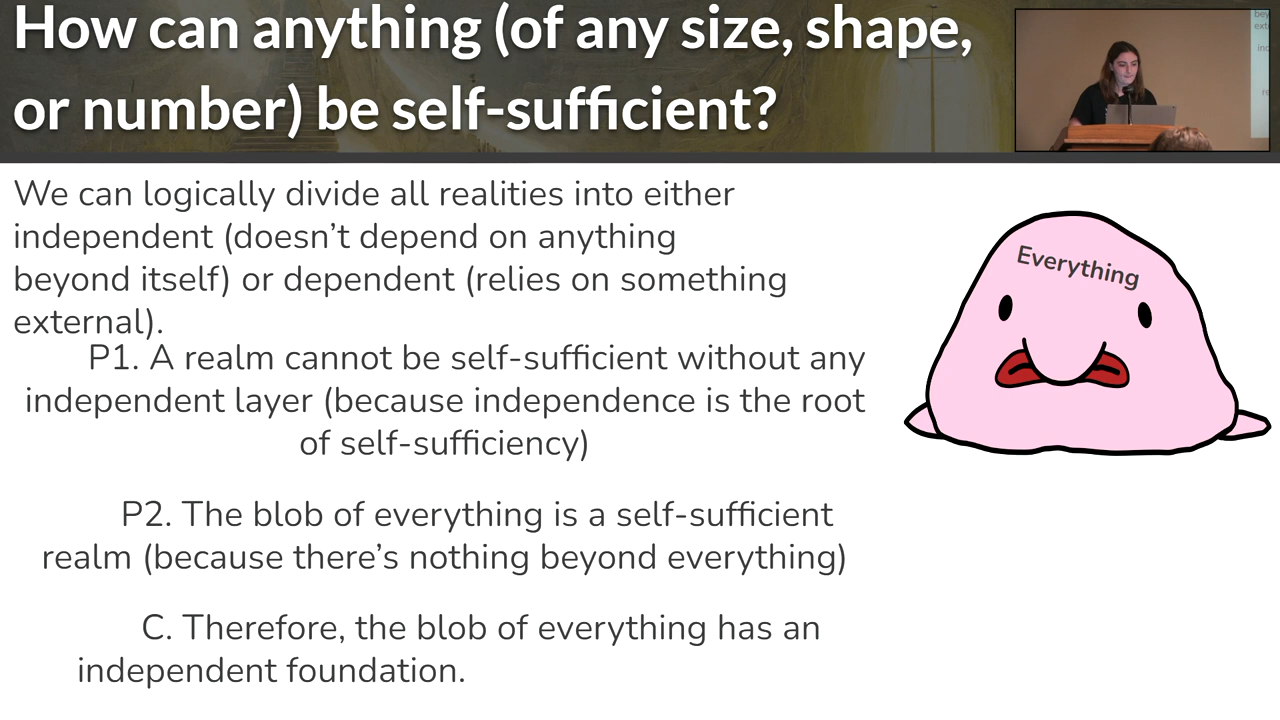 How can anything (of any size, shape,
or number) be self-sufficient?
We can logically divide all realities into either
independent (doesn’t depend on anything
beyond itself) or dependent (relies on something
external).
P1. A realm cannot be self-sufficient without any
independent layer (because independence is the root
of self-sufficiency)
P2. The blob of everything is a self-sufficient
realm (because there’s nothing beyond everything)
C. Therefore, the blob of everything has an
independent foundation.
Everything